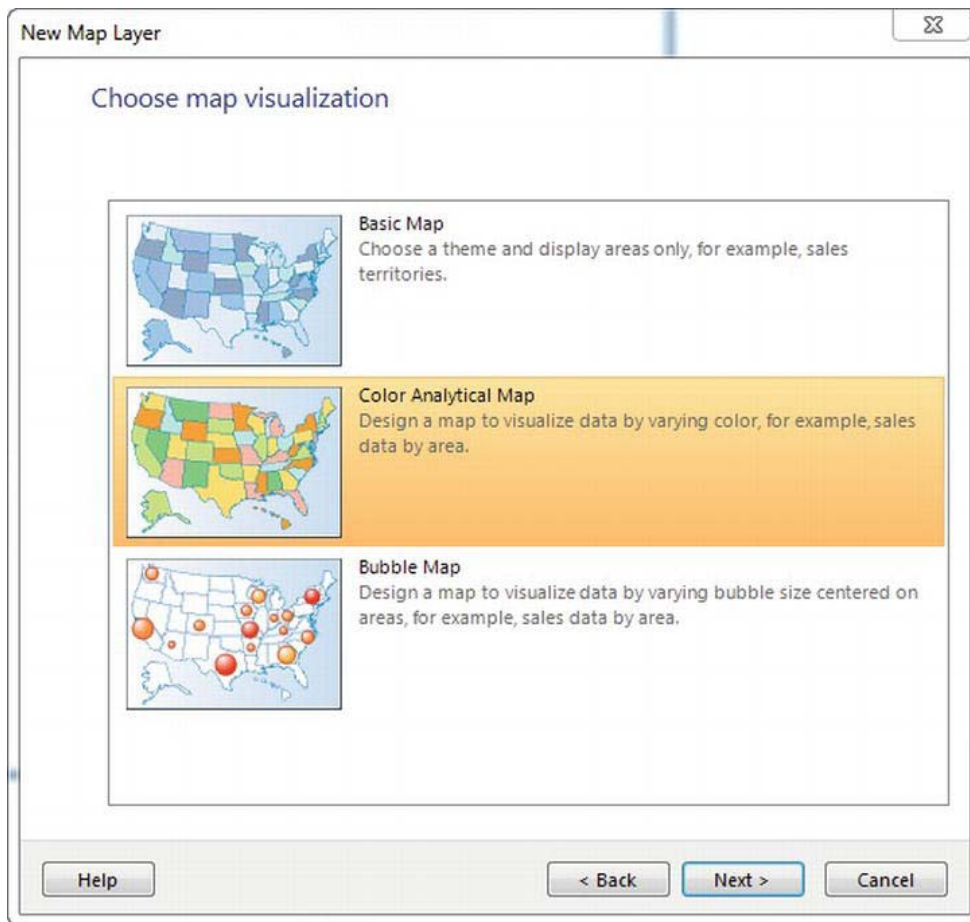 New Map Layer
Choose map visualization
Basic Map
Choose a theme and display areas only, for example, sales
territories.
Color Analytical Map
Design a map to visualize data by varying color, for example, sales
data by area.
Bubble Map
Design a map to visualize data by varying bubble size centered on
areas, for example, sales data by area.
Help
< Back
Next >
Cancel